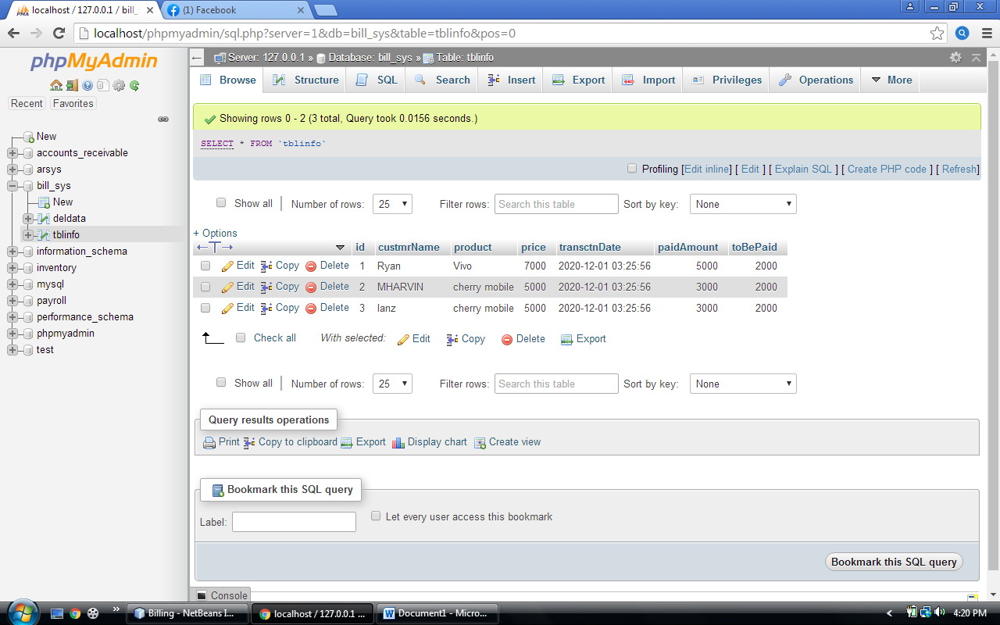 localhost / 127.0.0.1 / bill_
(1) Facebook
localhost/phpmyadmin/sql.php?server=1&db=bill_sys&table=tblinfo&pos=0
phpMyAdmin
Recent Favorites
New
accounts_receivable
arsys
bill_sys
New
deldata
tblinfo
information_schema
inventory
mysql
payroll
performance_schema
phpmyadmin
test
Server: 127.0.0.1 » Database: bill_sys » Table: tblinfo
Browse Structure SQL Search Insert Export Import Privileges Operations More
Showing rows 0 - 2 (3 total, Query took 0.0156 seconds.)
SELECT * FROM `tblinfo`
Profiling [Edit inline] [ Edit ] [ Explain SQL ] [ Create PHP code ] [ Refresh]
Show all Number of rows: 25 Filter rows: Search this table Sort by key: None
+ Options
id custmrName product price transctnDate paidAmount toBePaid
Edit Copy Delete 1 Ryan Vivo 7000 2020-12-01 03:25:56 5000 2000
Edit Copy Delete 2 MHARVIN cherry mobile 5000 2020-12-01 03:25:56 3000 2000
Edit Copy Delete 3 lanz cherry mobile 5000 2020-12-01 03:25:56 3000 2000
Check all With selected: Edit Copy Delete Export
Show all Number of rows: 25 Filter rows: Search this table Sort by key: None
Query results operations
Print Copy to clipboard Export Display chart Create view
Bookmark this SQL query
Label: Let every user access this bookmark
Bookmark this SQL query
Console
Billing - NetBeans I... localhost / 127.0.0.1 ... Document1 - Micro... 4:20 PM